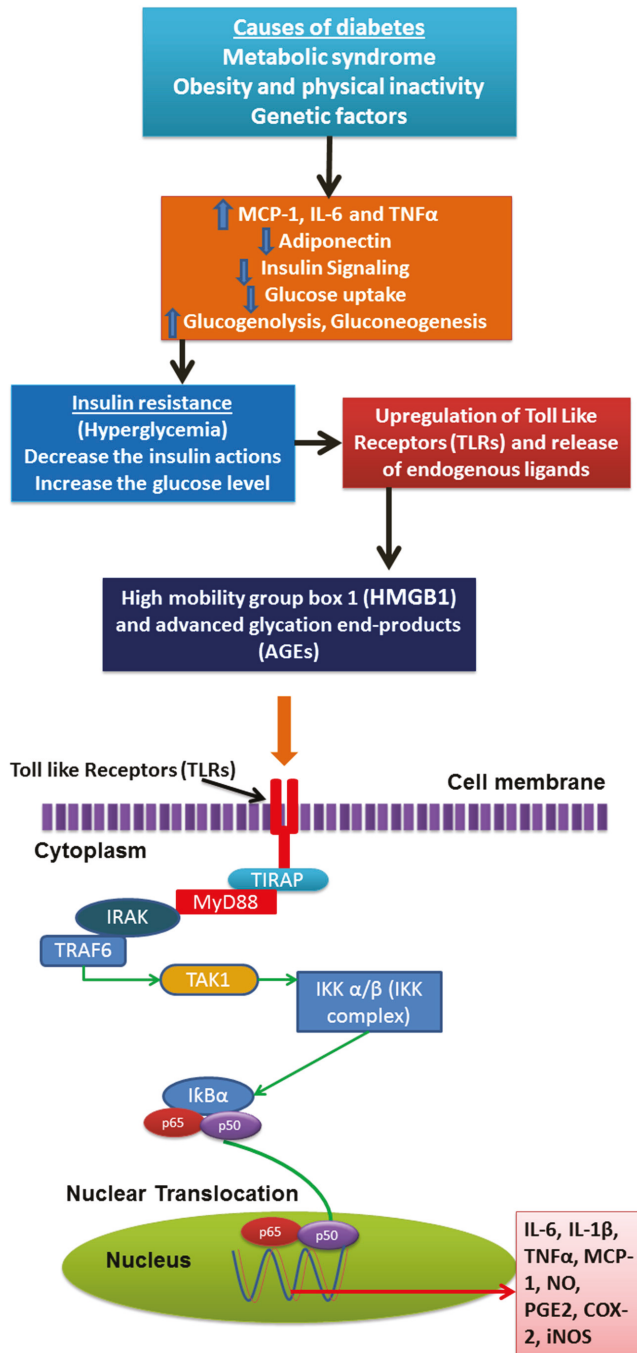 Causes of diabetes
Metabolic syndrome
Obesity and physical inactivity
Genetic factors
MCP-1, IL-6 and TNFα
Adiponectin
Insulin Signaling
Glucose uptake
Glucogenolysis, Gluconeogenesis
Insulin resistance
(Hyperglycemia)
Decrease the insulin actions
Increase the glucose level
Upregulation of Toll Like
Receptors (TLRs) and release
of endogenous ligands
High mobility group box 1 (HMGB1)
and advanced glycation end-products
(AGEs)
Toll like Receptors (TLRs)
Cell membrane
Cytoplasm
TIRAP
MyD88
IRAK
TRAF6
TAK1
IKK α/β (IKK
complex)
IƙBα
p65
p50
Nuclear Translocation
p65
p50
Nucleus
IL-6, IL-1β,
TNFα, MCP-
1, NO,
PGE2, COX-
2, iNOS